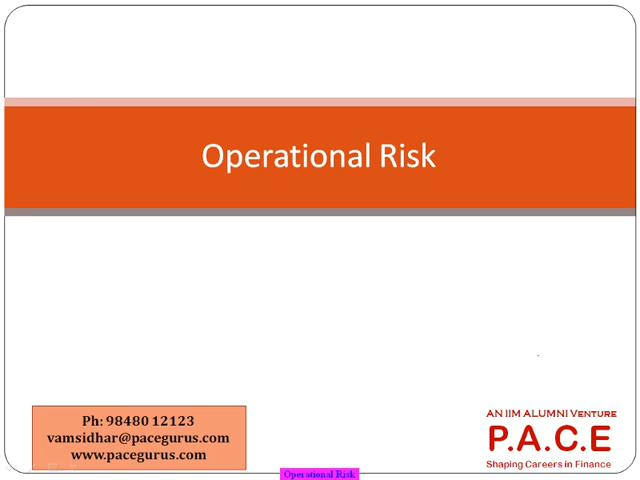 Operational Risk
Ph: 98480 12123
vamsidhar@pacegurus.com
www.pacegurus.com
AN IIM ALUMNI VENTURE
P.A.C.E
Shaping Careers in Finance
Operational Risk